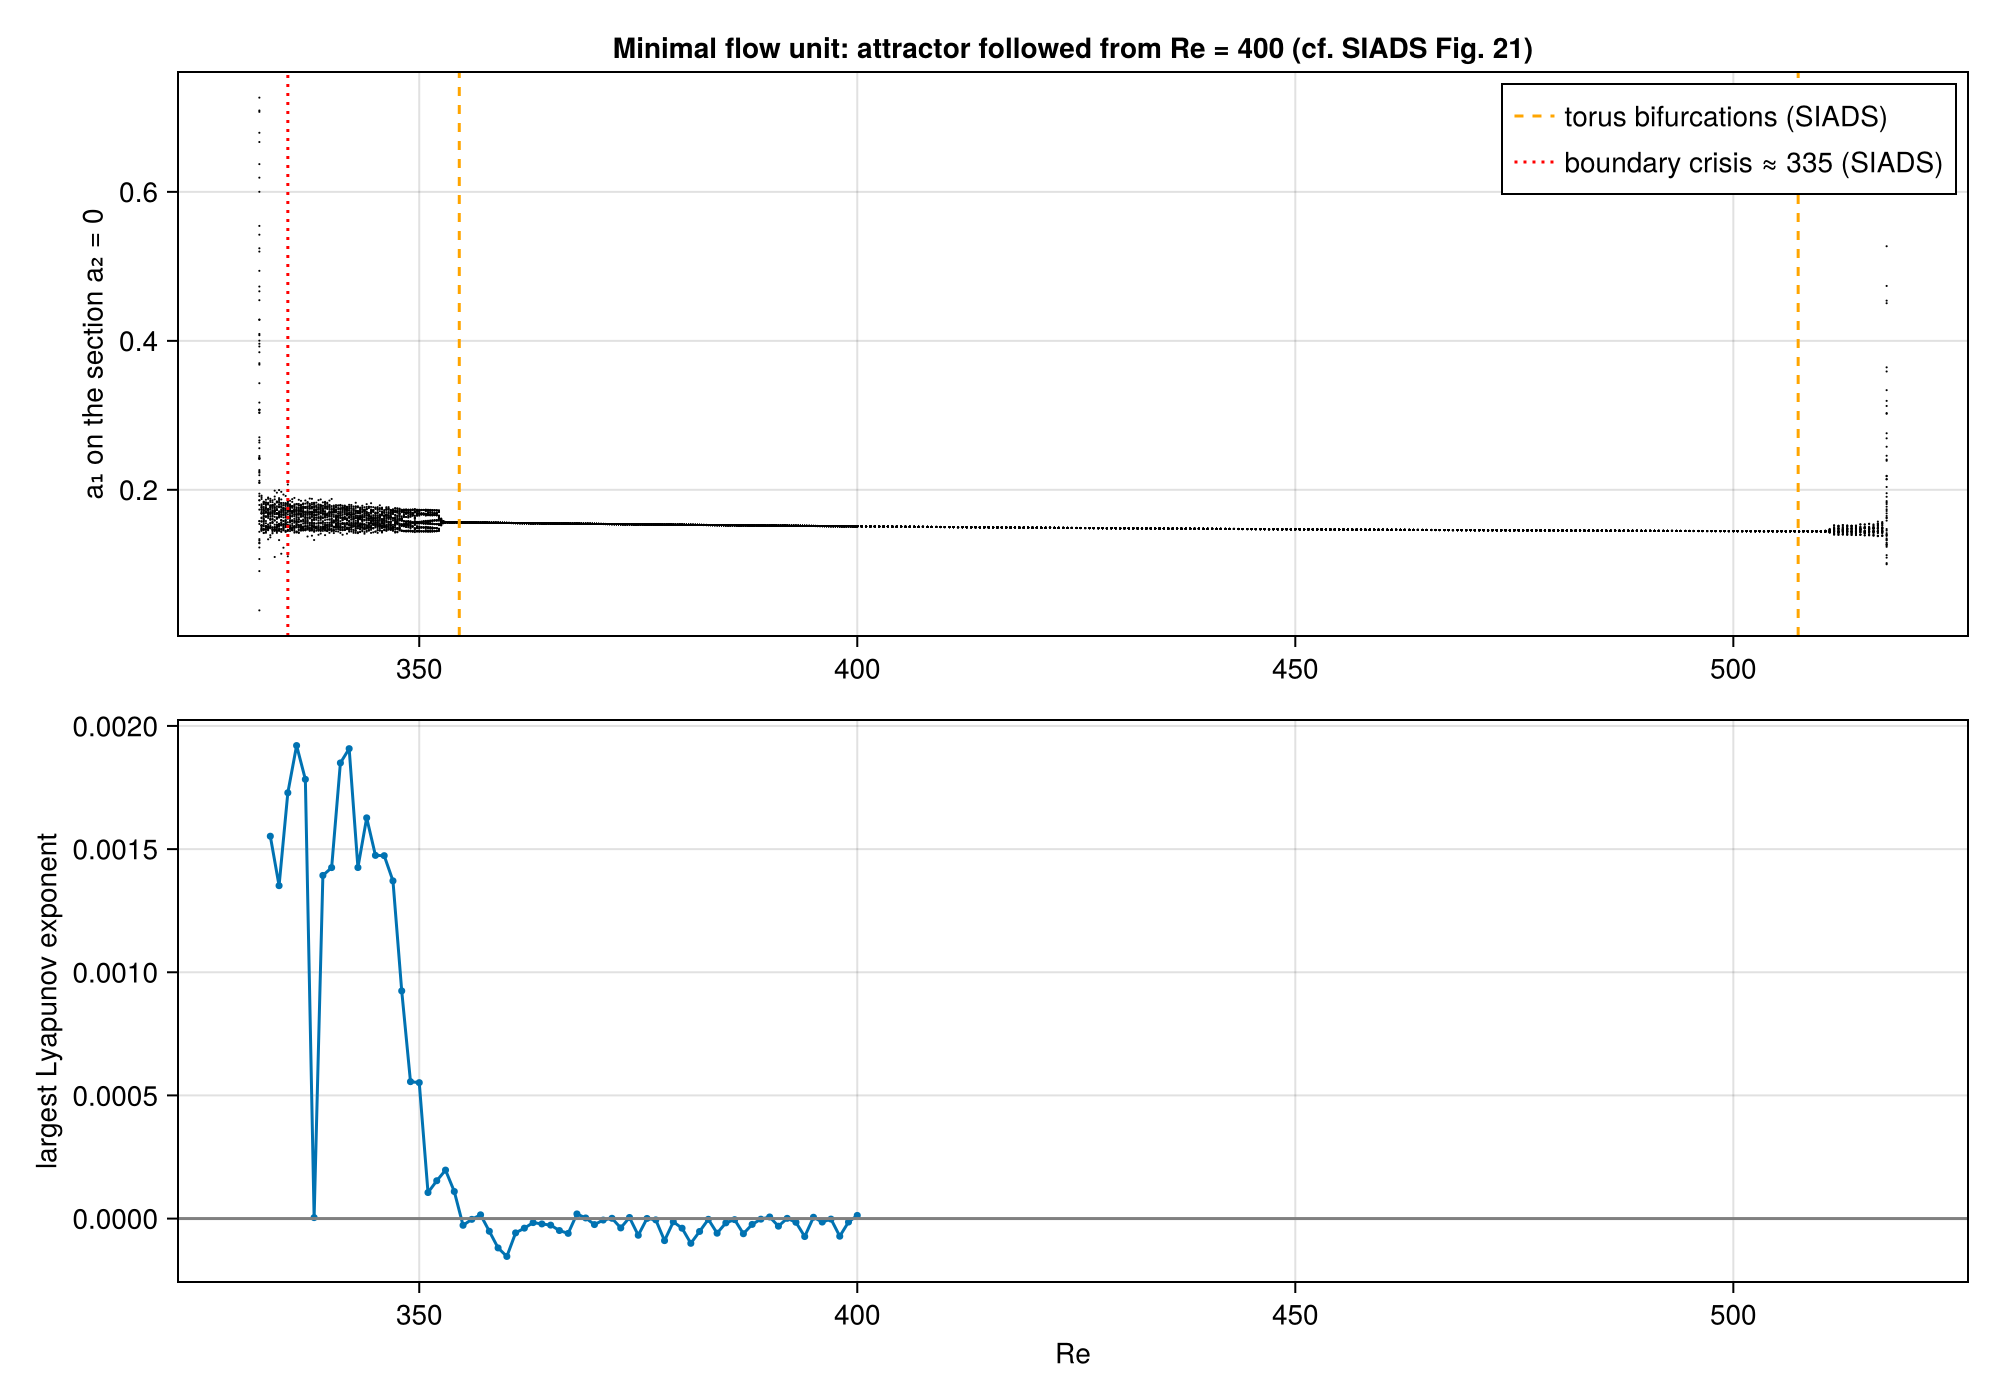 Minimal flow unit: attractor followed from Re = 400 (cf. SIADS Fig. 21)
torus bifurcations (SIADS)
boundary crisis ≈ 335 (SIADS)
a₁ on the section a₂ = 0
0.6
0.4
0.2
350
400
450
500
largest Lyapunov exponent
0.0020
0.0015
0.0010
0.0005
0.0000
350
400
450
500
Re